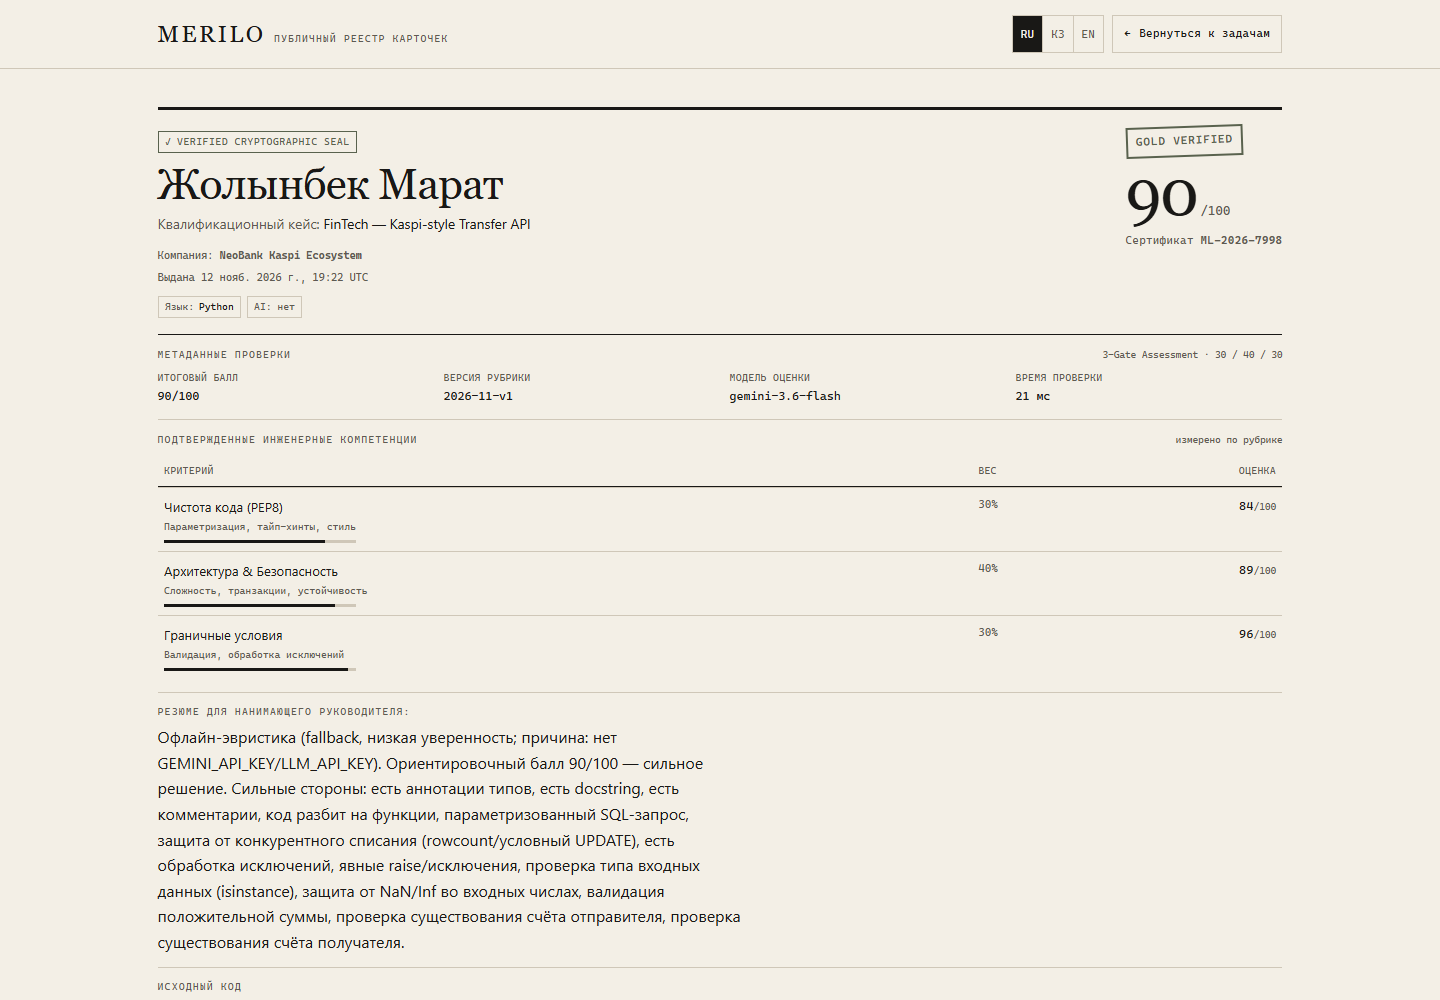 MERILO ПУБЛИЧНЫЙ РЕЕСТР КАРТОЧЕК
RU КЗ EN ← Вернуться к задачам
✓ VERIFIED CRYPTOGRAPHIC SEAL
Жолынбек Марат
Квалификационный кейс: FinTech — Kaspi-style Transfer API
Компания: NeoBank Kaspi Ecosystem
Выдана 12 нояб. 2026 г., 19:22 UTC
Язык: Python AI: нет
GOLD VERIFIED
90/100
Сертификат ML-2026-7998
МЕТАДАННЫЕ ПРОВЕРКИ 3-Gate Assessment · 30 / 40 / 30
ИТОГОВЫЙ БАЛЛ ВЕРСИЯ РУБРИКИ МОДЕЛЬ ОЦЕНКИ ВРЕМЯ ПРОВЕРКИ
90/100 2026-11-v1 gemini-3.6-flash 21 мс
ПОДТВЕРЖДЕННЫЕ ИНЖЕНЕРНЫЕ КОМПЕТЕНЦИИ измерено по рубрике
КРИТЕРИЙ ВЕС ОЦЕНКА
Чистота кода (PEP8) 30% 84/100
Параметризация, тайп-хинты, стиль
Архитектура & Безопасность 40% 89/100
Сложность, транзакции, устойчивость
Граничные условия 30% 96/100
Валидация, обработка исключений
РЕЗЮМЕ ДЛЯ НАНИМАЮЩЕГО РУКОВОДИТЕЛЯ:
Офлайн-эвристика (fallback, низкая уверенность; причина: нет
GEMINI_API_KEY/LLM_API_KEY). Ориентировочный балл 90/100 — сильное
решение. Сильные стороны: есть аннотации типов, есть docstring, есть
комментарии, код разбит на функции, параметризованный SQL-запрос,
защита от конкурентного списания (rowcount/условный UPDATE), есть
обработка исключений, явные raise/исключения, проверка типа входных
данных (isinstance), защита от NaN/Inf во входных числах, валидация
положительной суммы, проверка существования счёта отправителя, проверка
существования счёта получателя.
ИСХОДНЫЙ КОД